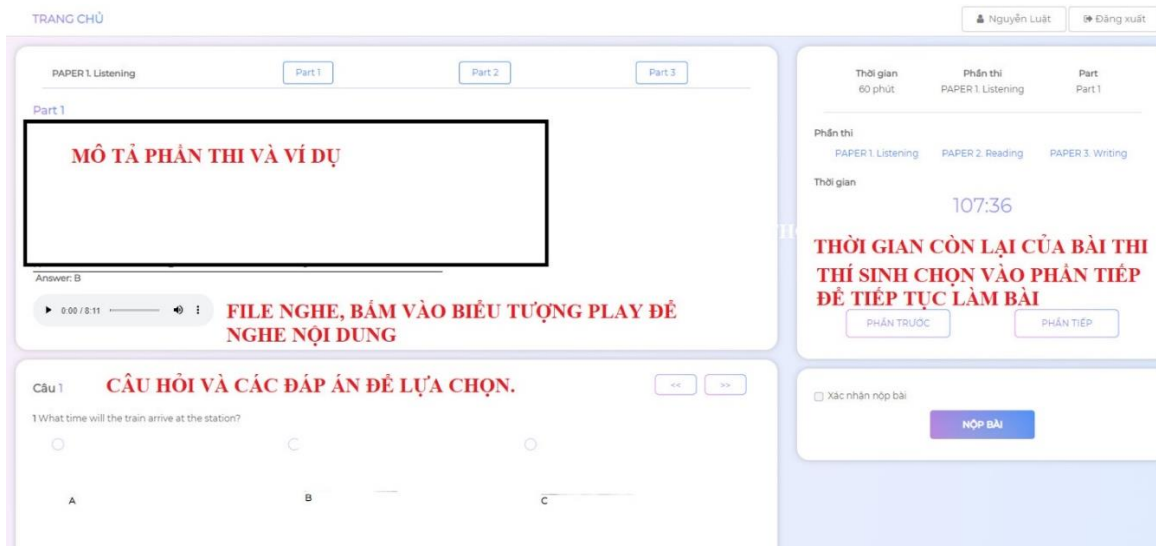 TRANG CHỦ
Nguyễn Luật
Đăng xuất
PAPER 1. Listening
Part 1
Part 2
Part 3
Part 1
MÔ TẢ PHẦN THI VÀ VÍ DỤ
Answer: B
0:00 / 8:11
FILE NGHE, BẤM VÀO BIỂU TƯỢNG PLAY ĐỂ
NGHE NỘI DUNG
Câu 1
CÂU HỎI VÀ CÁC ĐÁP ÁN ĐỂ LỰA CHỌN.
<<
>>
1 What time will the train arrive at the station?
A
B
C
Thời gian
Phần thi
Part
60 phút
PAPER 1. Listening
Part 1
Phần thi
PAPER 1. Listening
PAPER 2. Reading
PAPER 3. Writing
Thời gian
107:36
THỜI GIAN CÒN LẠI CỦA BÀI THI
THÍ SINH CHỌN VÀO PHẦN TIẾP
ĐỂ TIẾP TỤC LÀM BÀI
PHẦN TRƯỚC
PHẦN TIẾP
Xác nhận nộp bài
NỘP BÀI